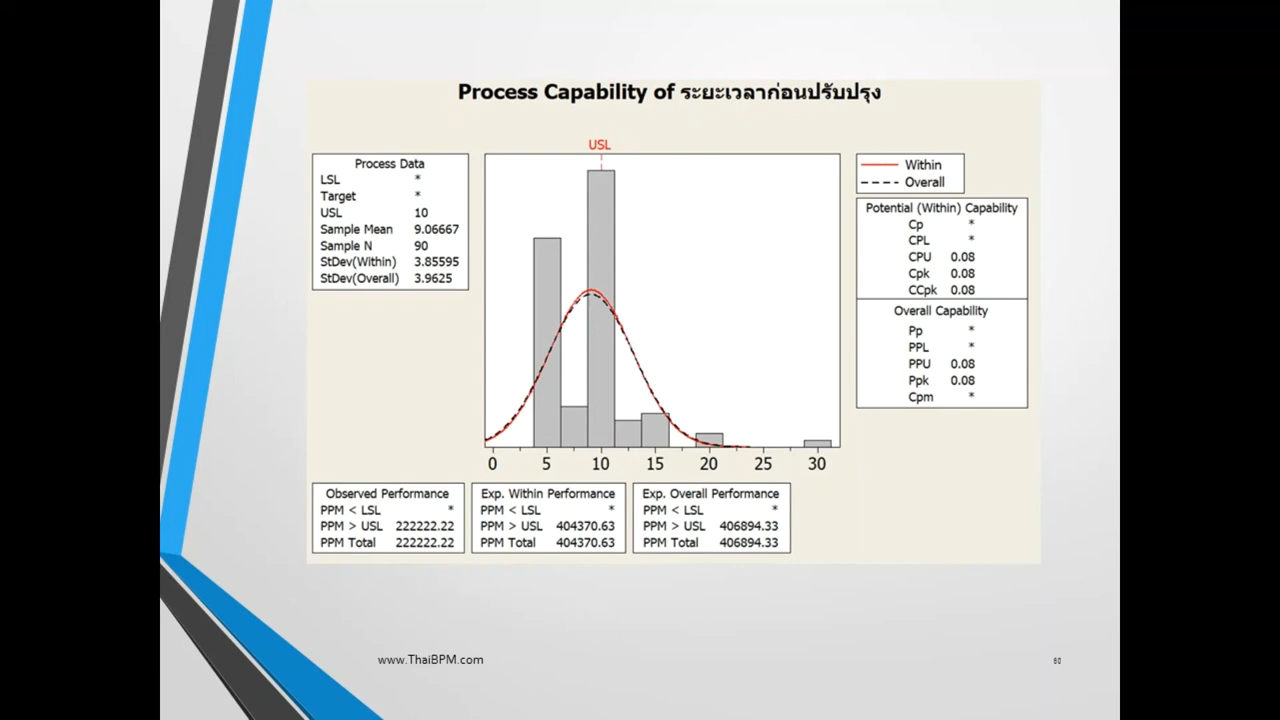 Process Capability of ระยะเวลาก่อนปรับปรุง
USL
Process Data
LSL *
Target *
USL 10
Sample Mean 9.06667
Sample N 90
StDev(Within) 3.85595
StDev(Overall) 3.9625
0 5 10 15 20 25 30
Within
Overall
Potential (Within) Capability
Cp *
CPL *
CPU 0.08
Cpk 0.08
CCpk 0.08
Overall Capability
Pp *
PPL *
PPU 0.08
Ppk 0.08
Cpm *
Observed Performance
PPM < LSL *
PPM > USL 222222.22
PPM Total 222222.22
Exp. Within Performance
PPM < LSL *
PPM > USL 404370.63
PPM Total 404370.63
Exp. Overall Performance
PPM < LSL *
PPM > USL 406894.33
PPM Total 406894.33
www.ThaiBPM.com
60